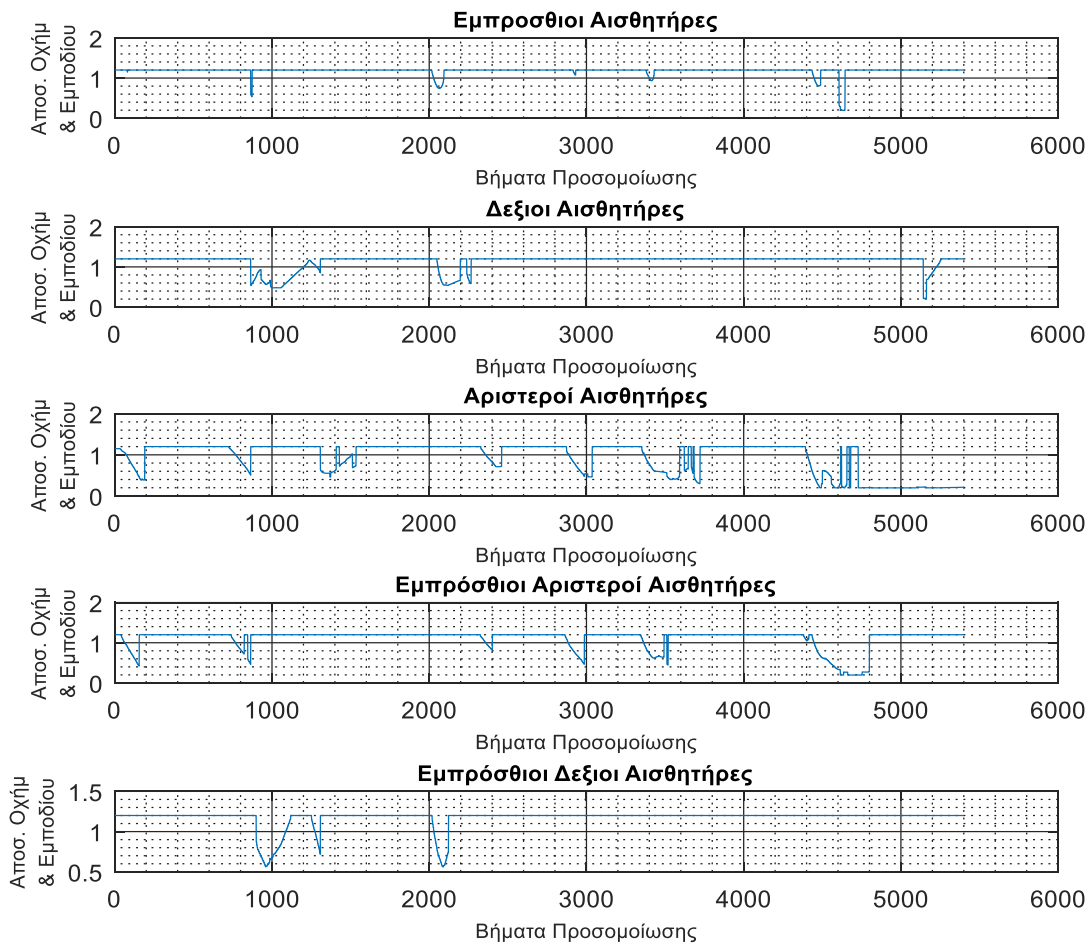 Εμπροσθιοι Αισθητήρες
Αποσ. Οχήμ
& Εμποδίου
2
1
0
0 1000 2000 3000 4000 5000 6000
Βήματα Προσομοίωσης
Δεξιοι Αισθητήρες
Αποσ. Οχήμ
& Εμποδίου
2
1
0
0 1000 2000 3000 4000 5000 6000
Βήματα Προσομοίωσης
Αριστεροί Αισθητήρες
Αποσ. Οχήμ
& Εμποδίου
2
1
0
0 1000 2000 3000 4000 5000 6000
Βήματα Προσομοίωσης
Εμπρόσθιοι Αριστεροί Αισθητήρες
Αποσ. Οχήμ
& Εμποδίου
2
1
0
0 1000 2000 3000 4000 5000 6000
Βήματα Προσομοίωσης
Εμπρόσθιοι Δεξιοι Αισθητήρες
Αποσ. Οχήμ
& Εμποδίου
1.5
1
0.5
0 1000 2000 3000 4000 5000 6000
Βήματα Προσομοίωσης